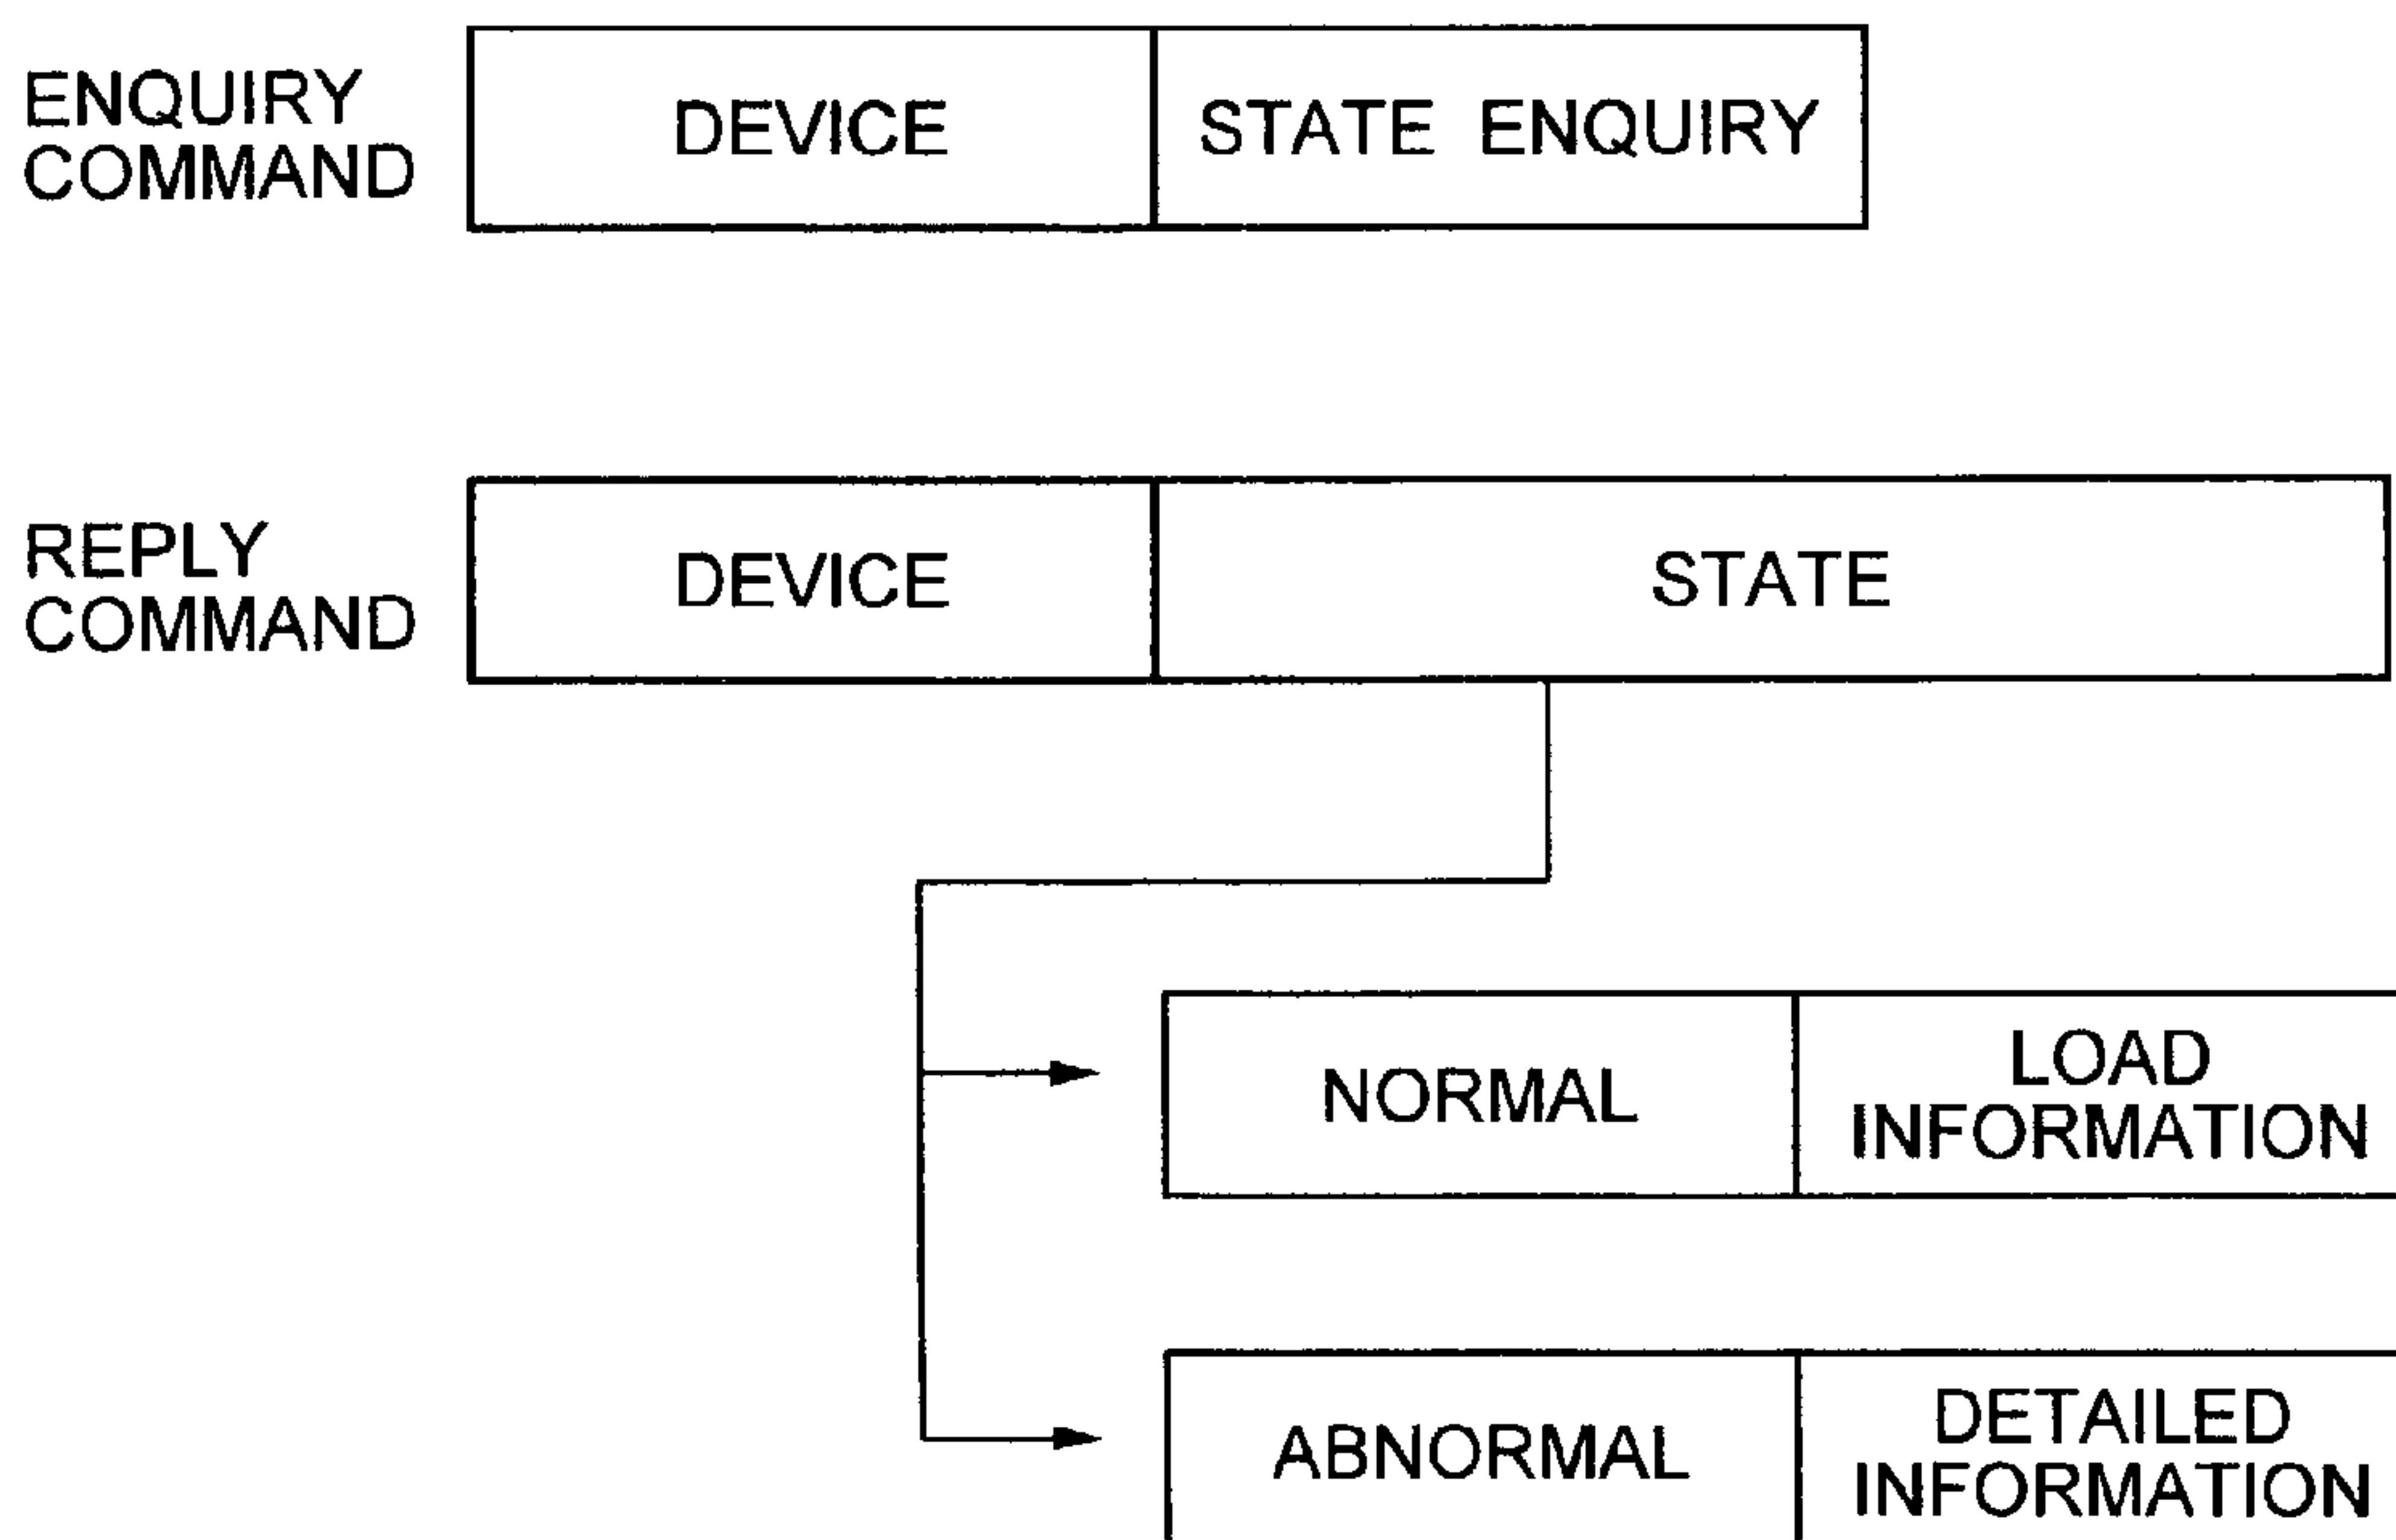 ENQUIRY
COMMAND
DEVICE
STATE ENQUIRY
REPLY
COMMAND
DEVICE
STATE
NORMAL
LOAD
INFORMATION
ABNORMAL
DETAILED
INFORMATION